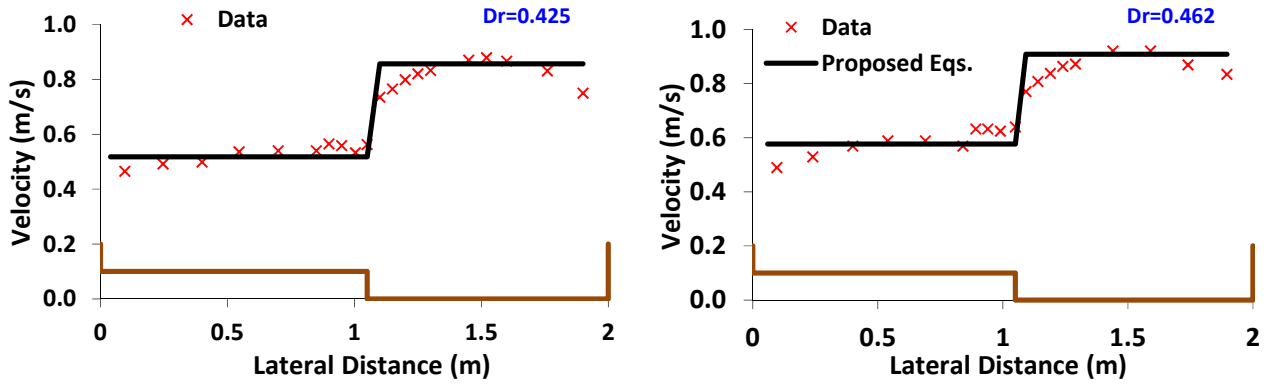 Dr=0.425
Data
1.0
0.8
0.6
0.4
0.2
0.0
Velocity (m/s)
0
0.5
1
1.5
2
Lateral Distance (m)
Dr=0.462
Data
Proposed Eqs.
1.0
0.8
0.6
0.4
0.2
0.0
Velocity (m/s)
0
0.5
1
1.5
2
Lateral Distance (m)